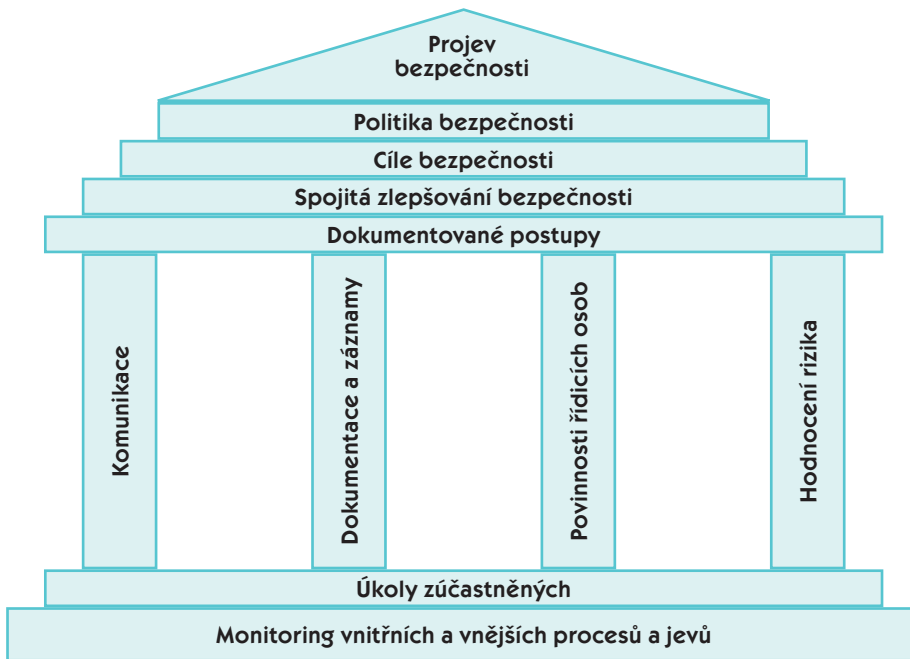 Projev
bezpečnosti
Politika bezpečnosti
Cíle bezpečnosti
Spojitá zlepšování bezpečnosti
Dokumentované postupy
Komunikace
Dokumentace a záznamy
Povinnosti řídicích osob
Hodnocení rizika
Úkoly zúčastněných
Monitoring vnitřních a vnějších procesů a jevů